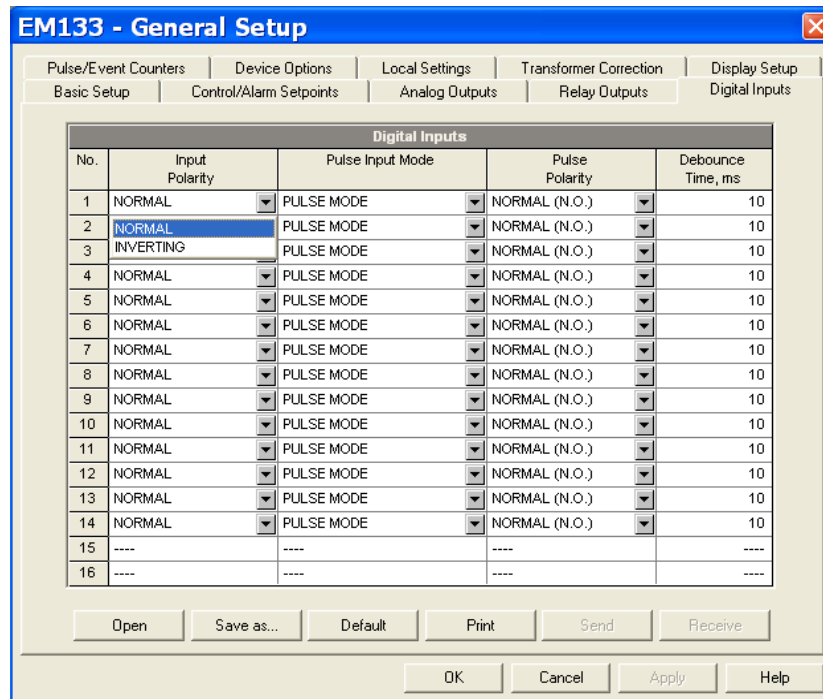 EM133 - General Setup
Pulse/Event Counters Device Options Local Settings Transformer Correction Display Setup
Basic Setup Control/Alarm Setpoints Analog Outputs Relay Outputs Digital Inputs
Digital Inputs
No. Input Polarity Pulse Input Mode Pulse Polarity Debounce Time, ms
1 NORMAL PULSE MODE NORMAL (N.O.) 10
2 NORMAL PULSE MODE NORMAL (N.O.) 10
3 INVERTING PULSE MODE NORMAL (N.O.) 10
4 NORMAL PULSE MODE NORMAL (N.O.) 10
5 NORMAL PULSE MODE NORMAL (N.O.) 10
6 NORMAL PULSE MODE NORMAL (N.O.) 10
7 NORMAL PULSE MODE NORMAL (N.O.) 10
8 NORMAL PULSE MODE NORMAL (N.O.) 10
9 NORMAL PULSE MODE NORMAL (N.O.) 10
10 NORMAL PULSE MODE NORMAL (N.O.) 10
11 NORMAL PULSE MODE NORMAL (N.O.) 10
12 NORMAL PULSE MODE NORMAL (N.O.) 10
13 NORMAL PULSE MODE NORMAL (N.O.) 10
14 NORMAL PULSE MODE NORMAL (N.O.) 10
15 ---- ---- ---- ----
16 ---- ---- ---- ----
Open Save as... Default Print Send Receive
OK Cancel Apply Help